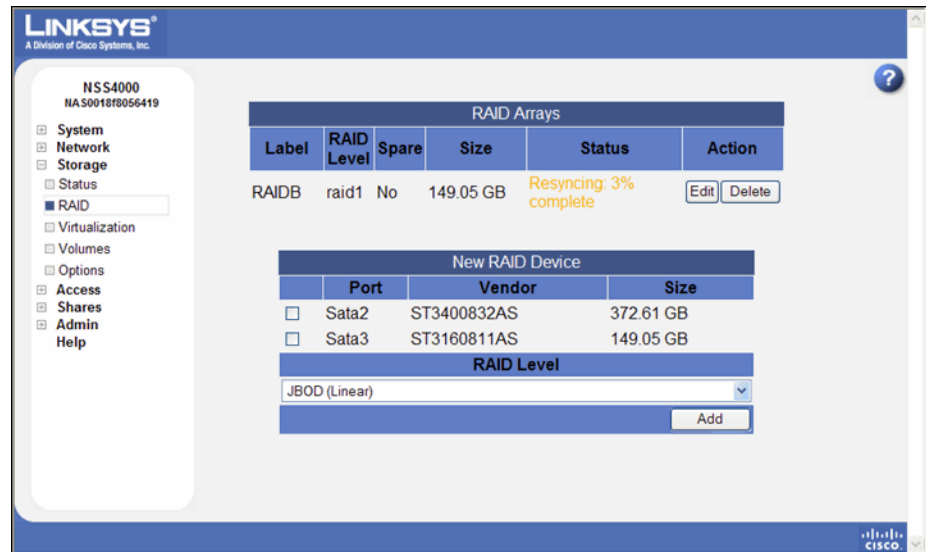 LINKSYS®
A Division of Cisco Systems, Inc.
NSS4000
NAS0018f8056419
System
Network
Storage
Status
RAID
Virtualization
Volumes
Options
Access
Shares
Admin
Help
?
RAID Arrays
Label RAID Level Spare Size Status Action
RAIDB raid1 No 149.05 GB Resyncing: 3% complete Edit Delete
New RAID Device
Port Vendor Size
Sata2 ST3400832AS 372.61 GB
Sata3 ST3160811AS 149.05 GB
RAID Level
JBOD (Linear)
Add
CISCO.